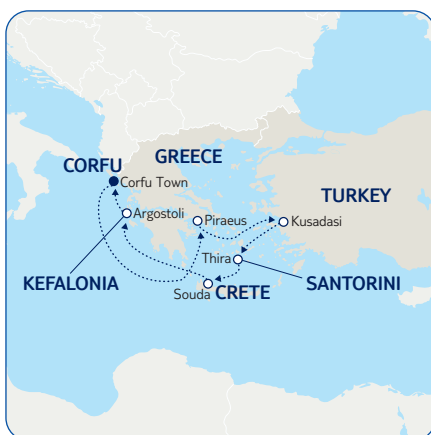 GREECE
CORFU
Corfu Town
TURKEY
Argostoli
Piraeus
Kusadasi
Thira
KEFALONIA
SANTORINI
Souda
CRETE